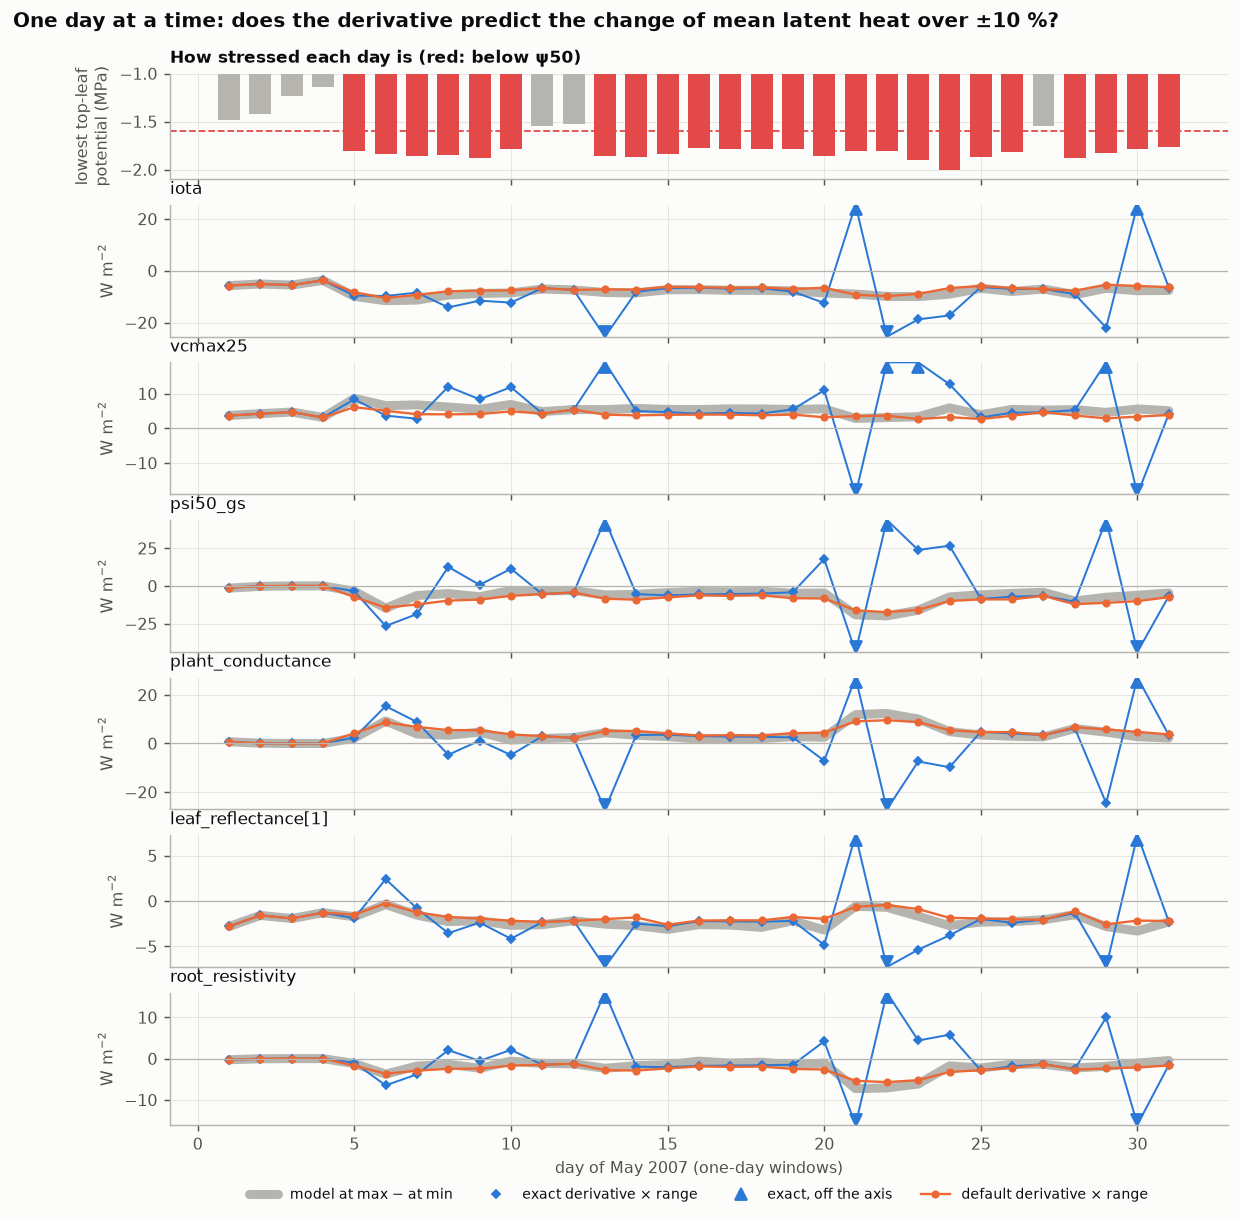 One day at a time: does the derivative predict the change of mean latent heat over ±10 %?
How stressed each day is (red: below ψ50)
lowest top-leaf
potential (MPa)
−1.0
−1.5
−2.0
iota
W m⁻²
20
0
−20
vcmax25
W m⁻²
10
0
−10
psi50_gs
W m⁻²
25
0
−25
plant_conductance
W m⁻²
20
0
−20
leaf_reflectance[1]
W m⁻²
5
0
−5
root_resistivity
W m⁻²
10
0
−10
0 5 10 15 20 25 30
day of May 2007 (one-day windows)
model at max − at min exact derivative × range exact, off the axis default derivative × range